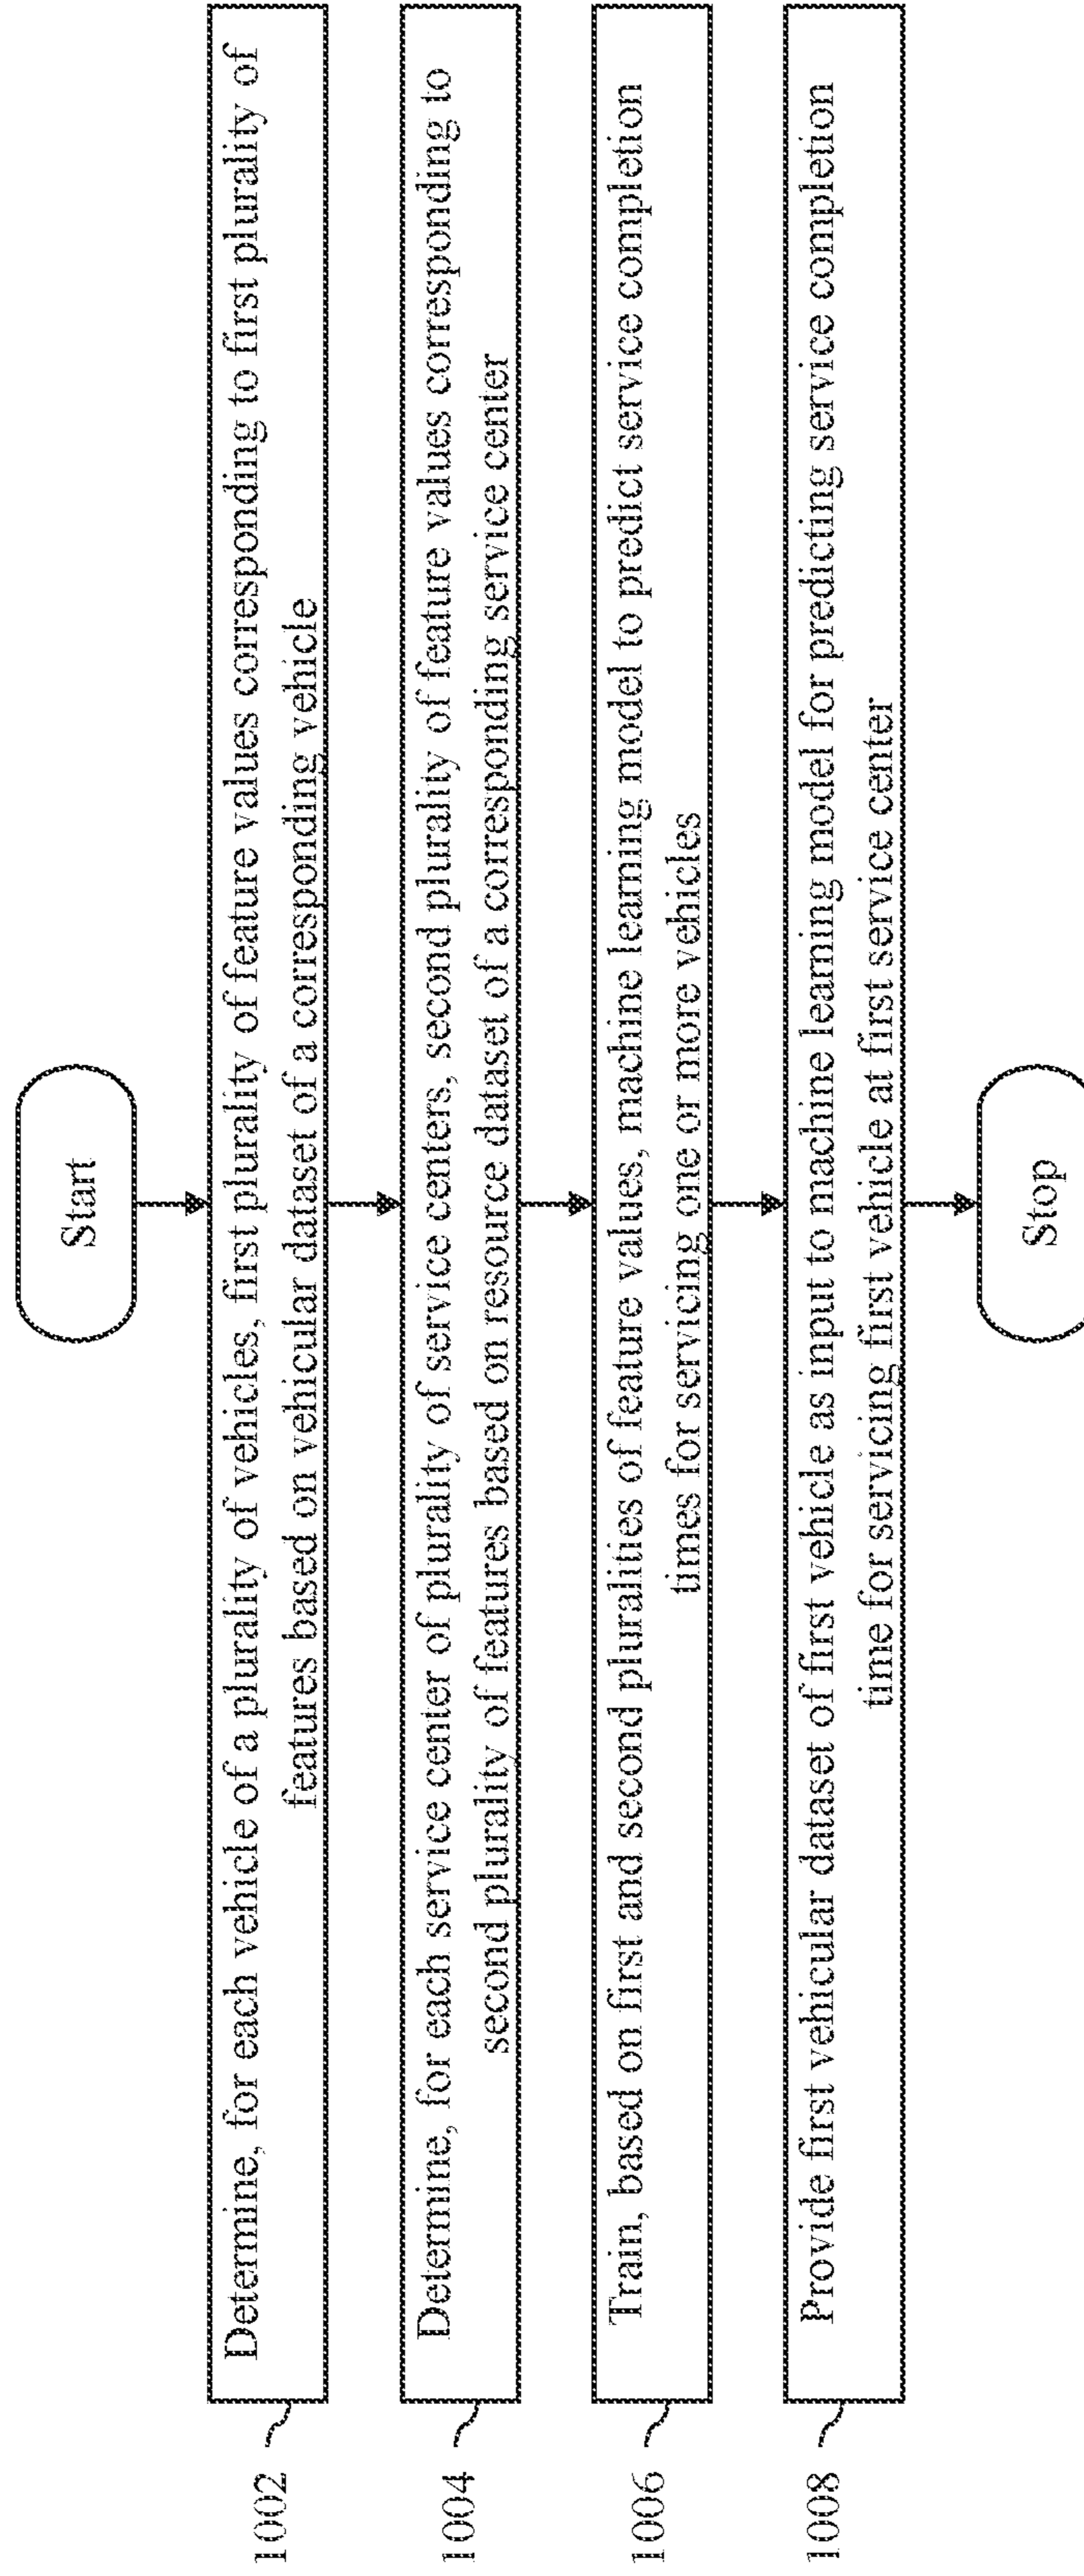 Start
1002
Determine, for each vehicle of a plurality of vehicles, first plurality of feature values corresponding to first plurality of
features based on vehicular dataset of a corresponding vehicle
1004
Determine, for each service center of plurality of service centers, second plurality of feature values corresponding to
second plurality of features based on resource dataset of a corresponding service center
1006
Train, based on first and second pluralities of feature values, machine learning model to predict service completion
times for servicing one or more vehicles
1008
Provide first vehicular dataset of first vehicle as input to machine learning model for predicting service completion
time for servicing first vehicle at first service center
Stop